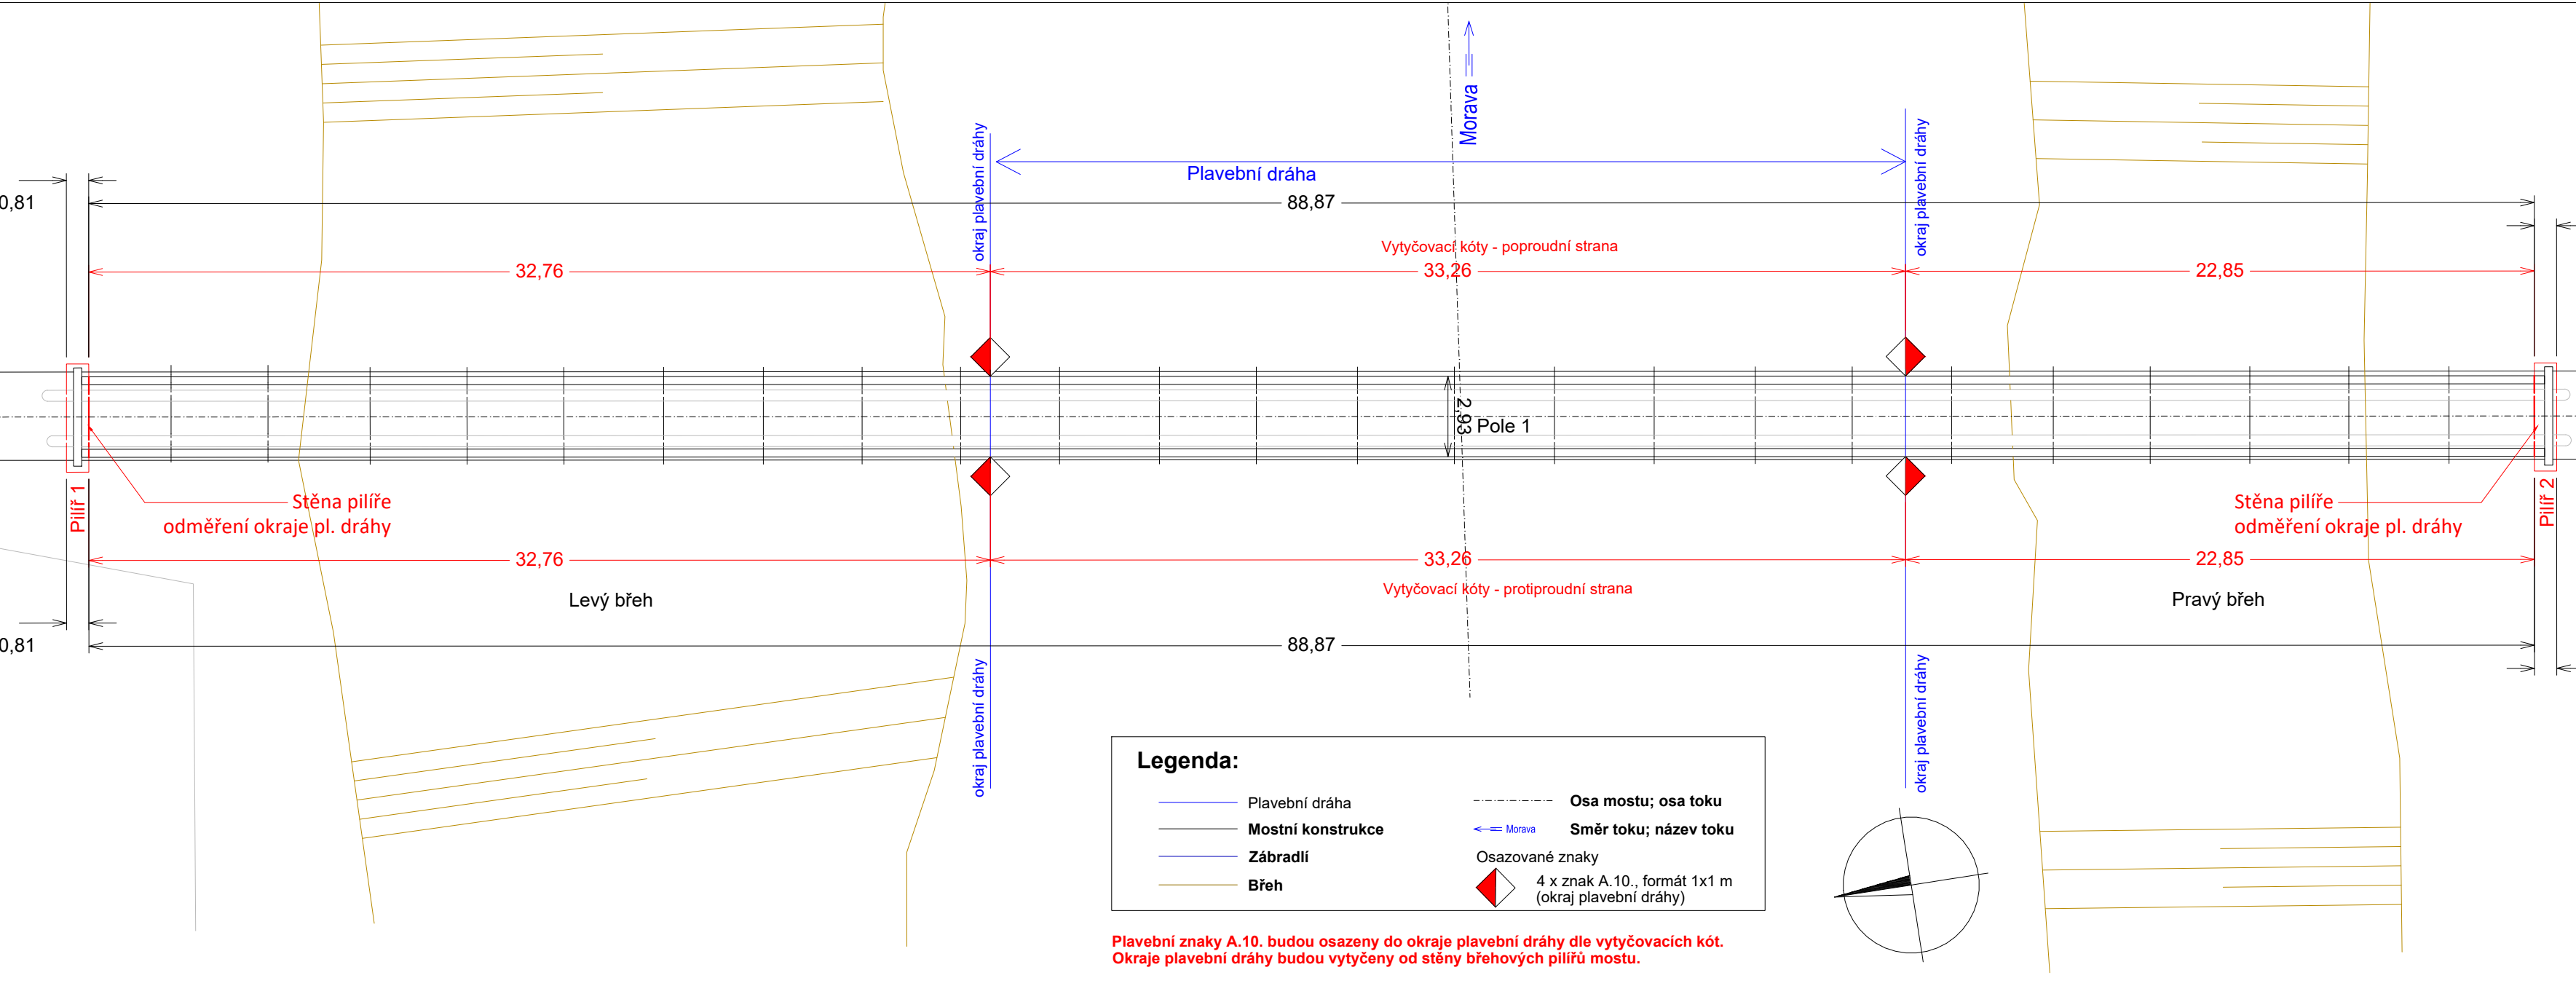 Morava
okraj plavební dráhy
okraj plavební dráhy
Plavební dráha
0,81
88,87
Vytyčovací kóty - poproudní strana
32,76
33,26
22,85
2,93
Pole 1
Pilíř 1
Stěna pilíře
odměření okraje pl. dráhy
Stěna pilíře
odměření okraje pl. dráhy
Pilíř 2
32,76
33,26
22,85
Vytyčovací kóty - protiproudní strana
Levý břeh
Pravý břeh
0,81
88,87
okraj plavební dráhy
okraj plavební dráhy
Legenda:
Plavební dráha
Mostní konstrukce
Zábradlí
Břeh
Osa mostu; osa toku
Morava
Směr toku; název toku
Osazované znaky
4 x znak A.10., formát 1x1 m
(okraj plavební dráhy)
Plavební znaky A.10. budou osazeny do okraje plavební dráhy dle vytyčovacích kót.
Okraje plavební dráhy budou vytyčeny od stěny břehových pilířů mostu.